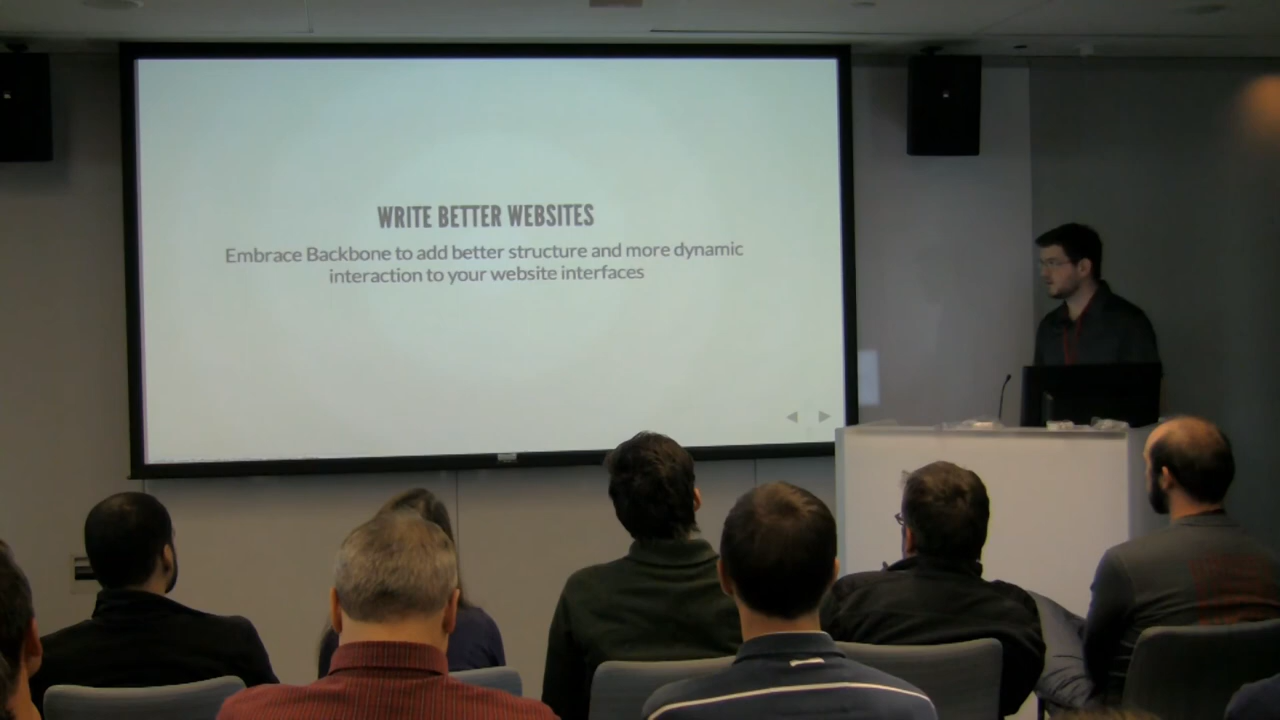 WRITE BETTER WEBSITES
Embrace Backbone to add better structure and more dynamic
interaction to your website interfaces